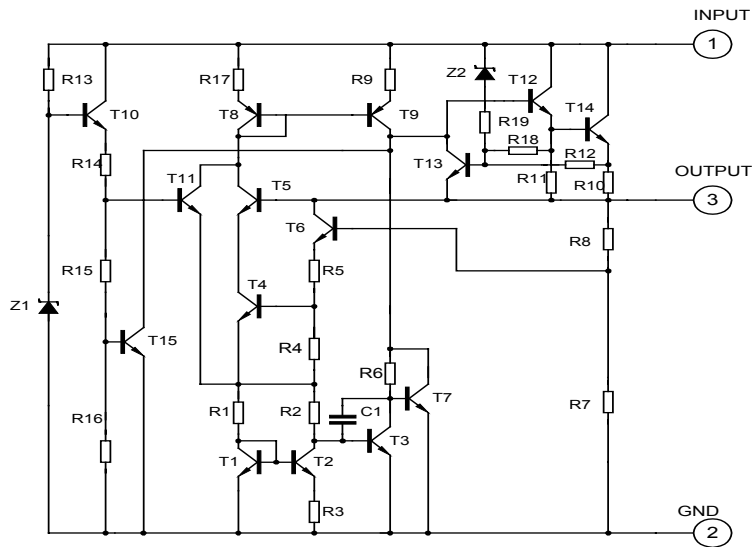 INPUT
1
R13
R17
R9
Z2
T12
T10
T8
T9
R19
T14
R18
T13
R12
R14
T11
R11
R10
OUTPUT
T5
3
T6
R8
R15
R5
T4
Z1
T15
R4
R6
T7
R7
R16
R1
R2
C1
T3
T1
T2
R3
GND
2